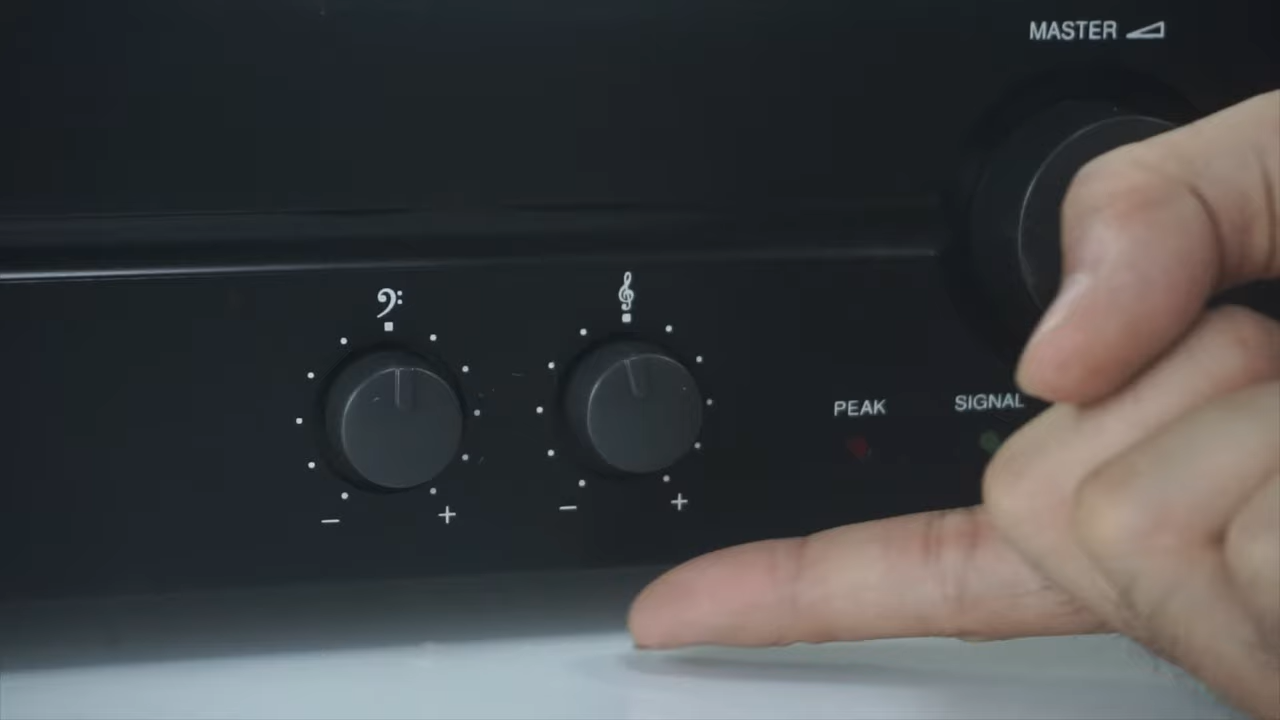 MASTER
PEAK
SIGNAL
− +
− +